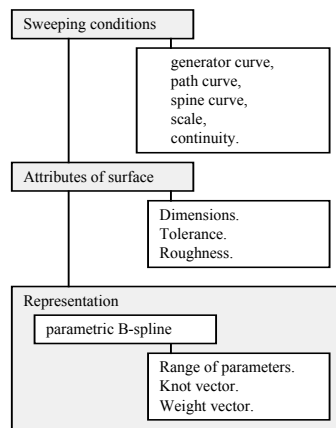 Sweeping conditions
generator curve,
path curve,
spine curve,
scale,
continuity.
Attributes of surface
Dimensions.
Tolerance.
Roughness.
Representation
parametric B-spline
Range of parameters.
Knot vector.
Weight vector.